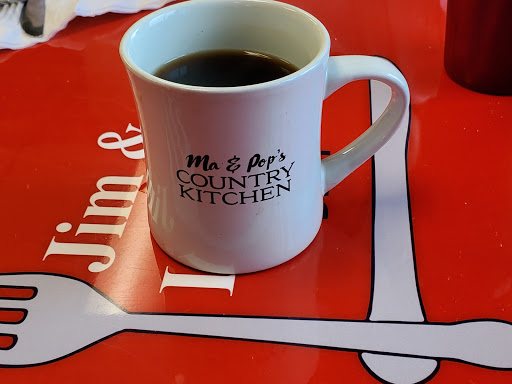 Ma & Pop's
COUNTRY
KITCHEN
Jim &